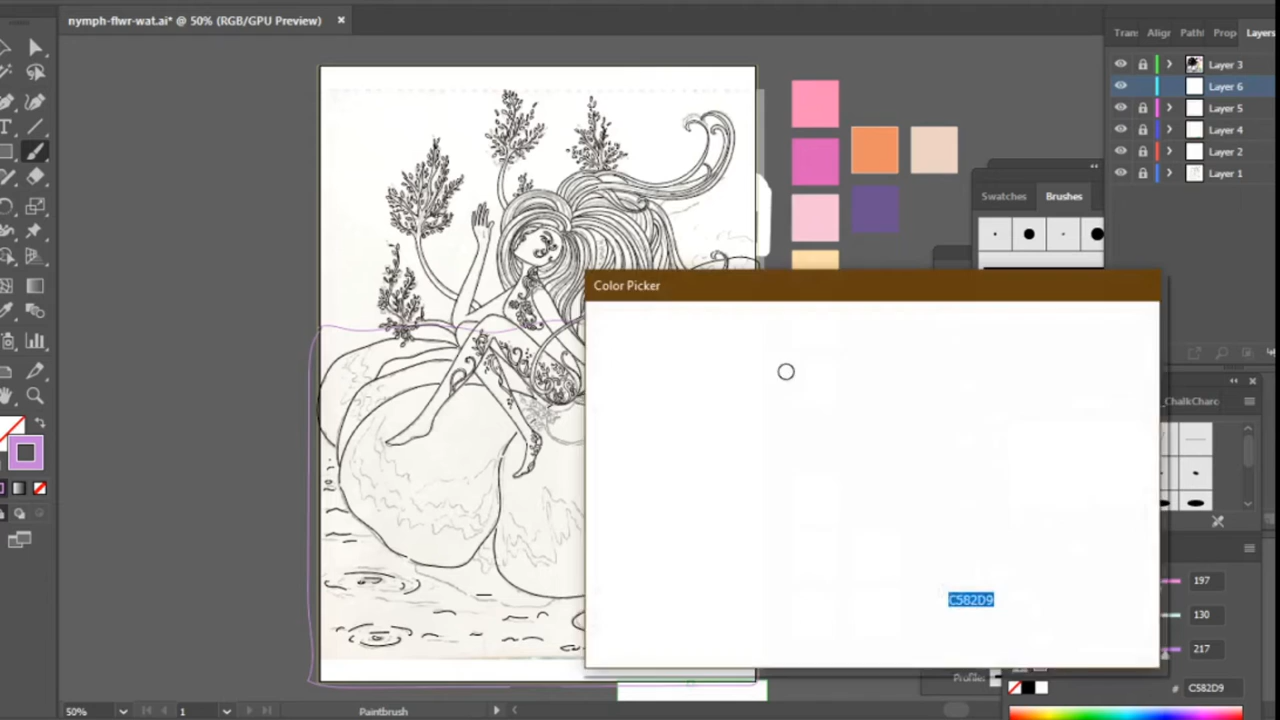 nymph-flwr-wat.ai* @ 50% (RGB/GPU Preview) ×
Trans Align Pathf Prop Layers
Layer 3
Layer 6
Layer 5
Layer 4
Layer 2
Layer 1
Swatches Brushes
Color Picker
_ChalkCharc
C582D9
197
130
217
Profile:
# C582D9
50% 1 Paintbrush